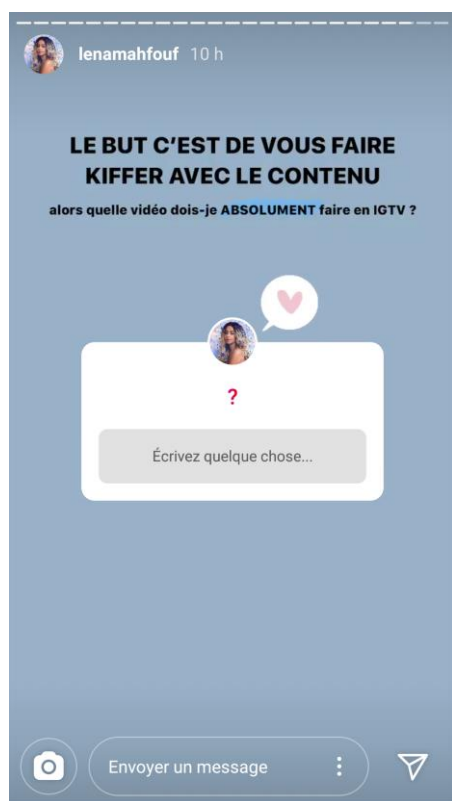 lenamahfouf 10 h
LE BUT C'EST DE VOUS FAIRE
KIFFER AVEC LE CONTENU
alors quelle vidéo dois-je ABSOLUMENT faire en IGTV ?
?
Écrivez quelque chose...
Envoyer un message